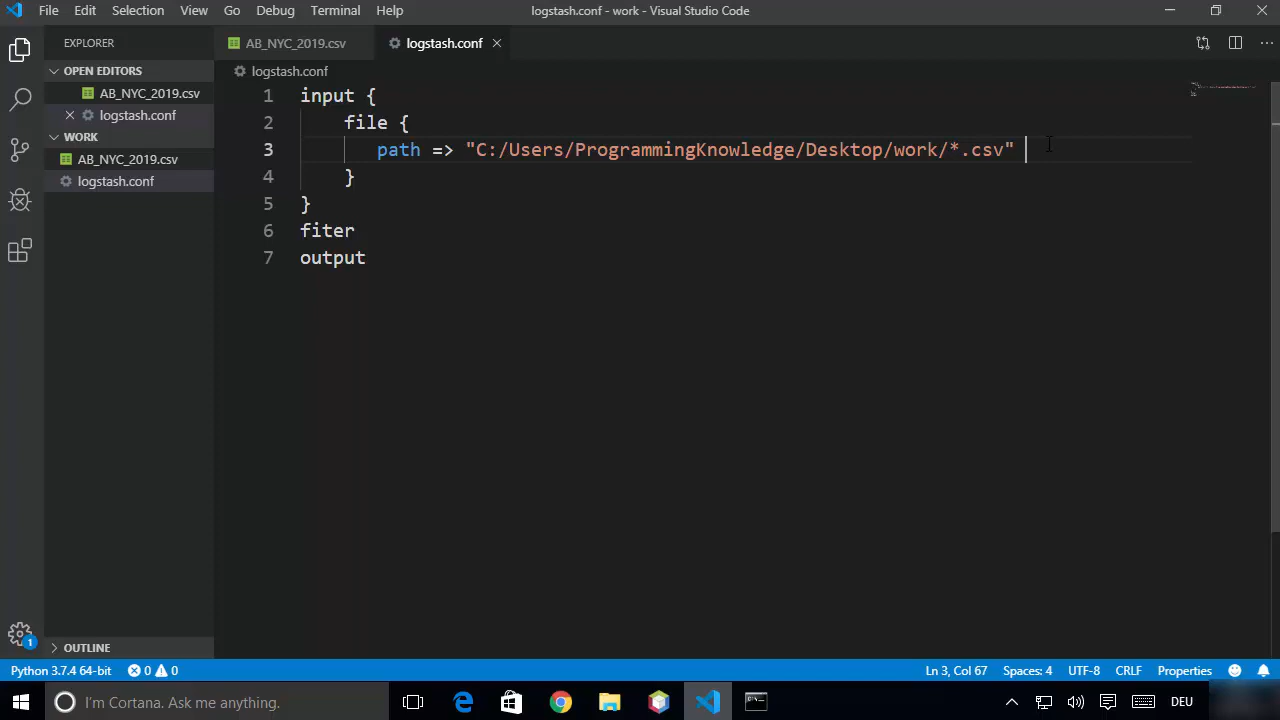 File Edit Selection View Go Debug Terminal Help logstash.conf - work - Visual Studio Code
EXPLORER AB_NYC_2019.csv logstash.conf
OPEN EDITORS logstash.conf
AB_NYC_2019.csv
logstash.conf
WORK
AB_NYC_2019.csv
logstash.conf
1 input {
2 file {
3 path => "C:/Users/ProgrammingKnowledge/Desktop/work/*.csv"
4 }
5 }
6 fiter
7 output
OUTLINE
1
Python 3.7.4 64-bit 0 0 Ln 3, Col 67 Spaces: 4 UTF-8 CRLF Properties
I'm Cortana. Ask me anything. DEU